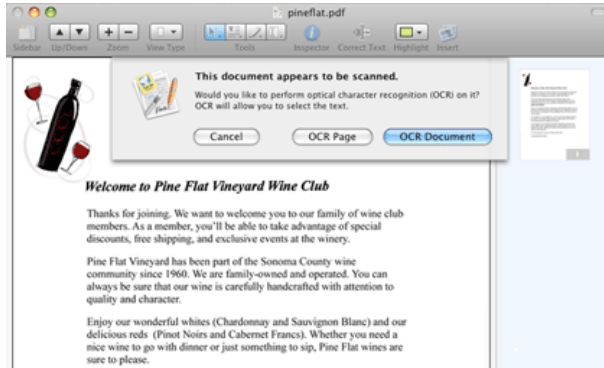 pineflat.pdf
Sidebar Up/Down Zoom View Type Tools Inspector Correct Text Highlight Insert
This document appears to be scanned.
Would you like to perform optical character recognition (OCR) on it?
OCR will allow you to select the text.
Cancel OCR Page OCR Document
Welcome to Pine Flat Vineyard Wine Club
Thanks for joining. We want to welcome you to our family of wine club
members. As a member, you'll be able to take advantage of special
discounts, free shipping, and exclusive events at the winery.
Pine Flat Vineyard has been part of the Sonoma County wine
community since 1960. We are family-owned and operated. You can
always be sure that our wine is carefully handcrafted with attention to
quality and character.
Enjoy our wonderful whites (Chardonnay and Sauvignon Blanc) and our
delicious reds (Pinot Noirs and Cabernet Francs). Whether you need a
nice wine to go with dinner or just something to sip, Pine Flat wines are
sure to please.